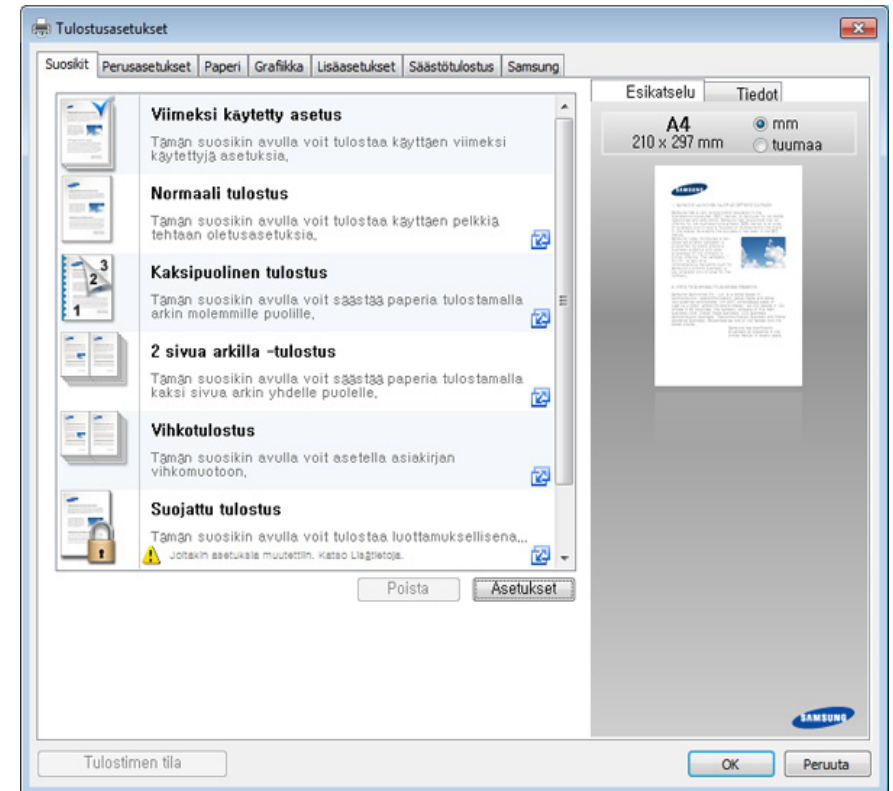 Tulostusasetukset
Suosikit Perusasetukset Paperi Grafiikka Lisäasetukset Säästötulostus Samsung
Viimeksi käytetty asetus
Tämän suosikin avulla voit tulostaa käyttäen viimeksi
käytettyjä asetuksia,
Normaali tulostus
Tämän suosikin avulla voit tulostaa käyttäen pelkkiä
tehtaan oletusasetuksia,
3
2
1
Kaksipuolinen tulostus
Tämän suosikin avulla voit säästää paperia tulostamalla
arkin molemmille puolille,
2 sivua arkilla -tulostus
Tämän suosikin avulla voit säästää paperia tulostamalla
kaksi sivua arkin yhdelle puolelle,
Vihkotulostus
Tämän suosikin avulla voit asetella asiakirjan
vihkomuotoon,
Suojattu tulostus
Tämän suosikin avulla voit tulostaa luottamuksellisena...
Joitakin asetuksia muutettiin. Katso Lisätietoja.
Poista Asetukset
Esikatselu Tiedot
A4
210 x 297 mm
mm
tuumaa
SAMSUNG
SAMSUNG
Tulostimen tila
OK Peruuta